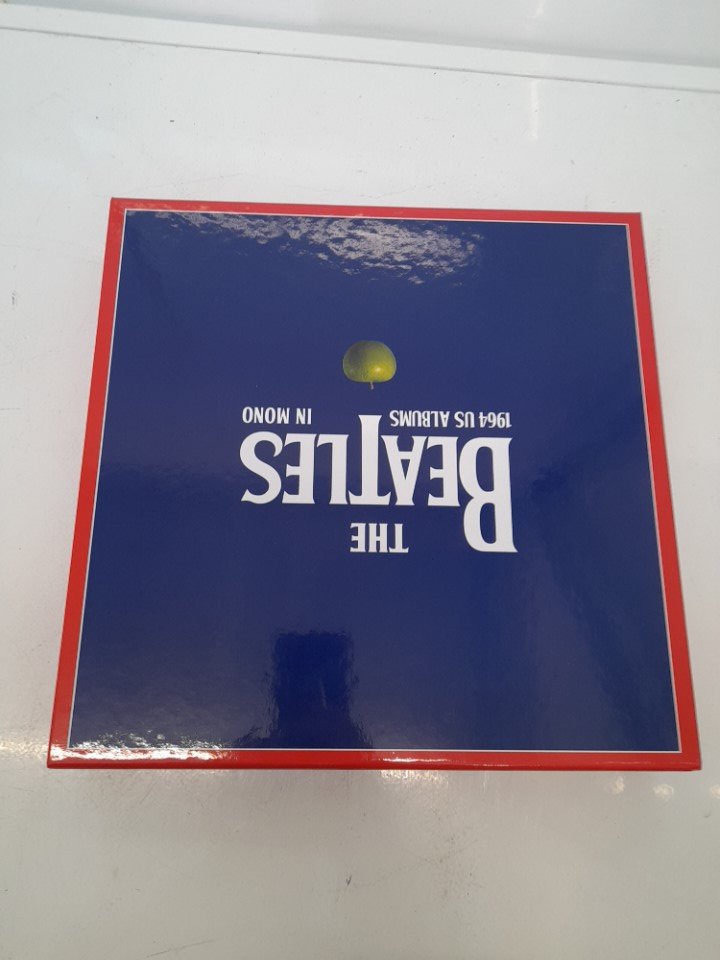 THE
BEATLES
1964 US ALBUMS IN MONO